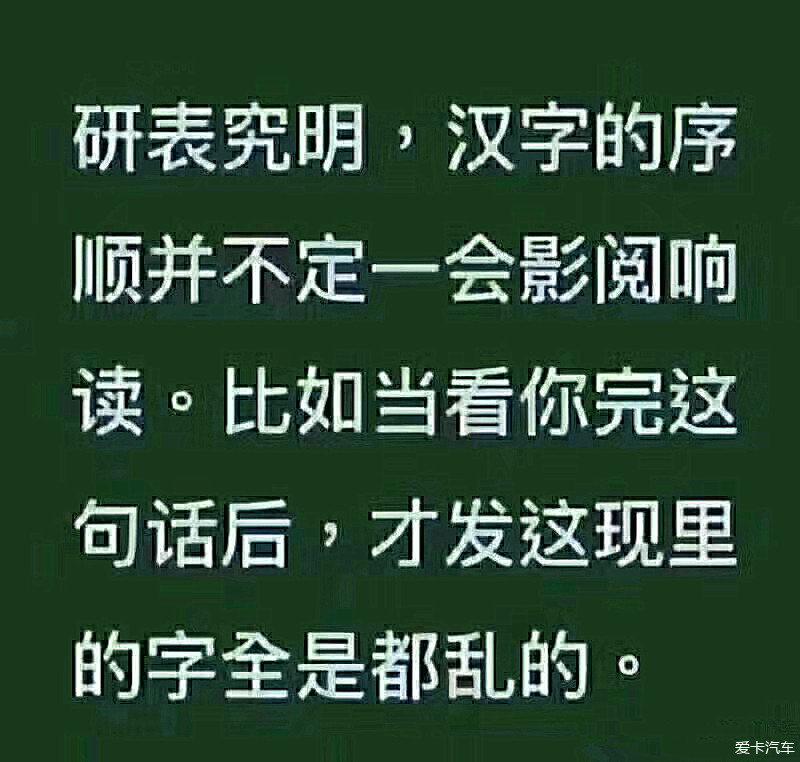 研表究明，汉字的序
顺并不定一会影阅响
读。比如当看你完这
句话后，才发这现里
的字全是都乱的。
爱卡汽车